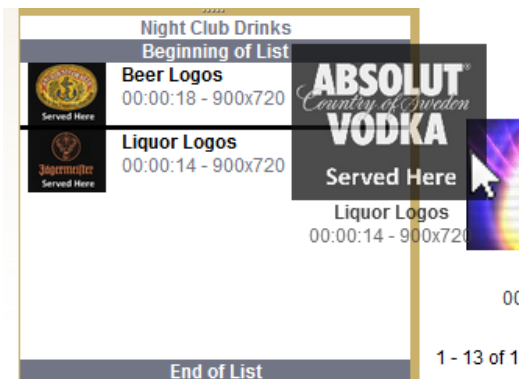 Night Club Drinks
Beginning of List
Beer Logos
00:00:18 - 900x720
Served Here
Liquor Logos
00:00:14 - 900x720
Jägermeister
Served Here
ABSOLUT
Country of Sweden
VODKA
Served Here
Liquor Logos
00:00:14 - 900x720
00
1 - 13 of 1
End of List